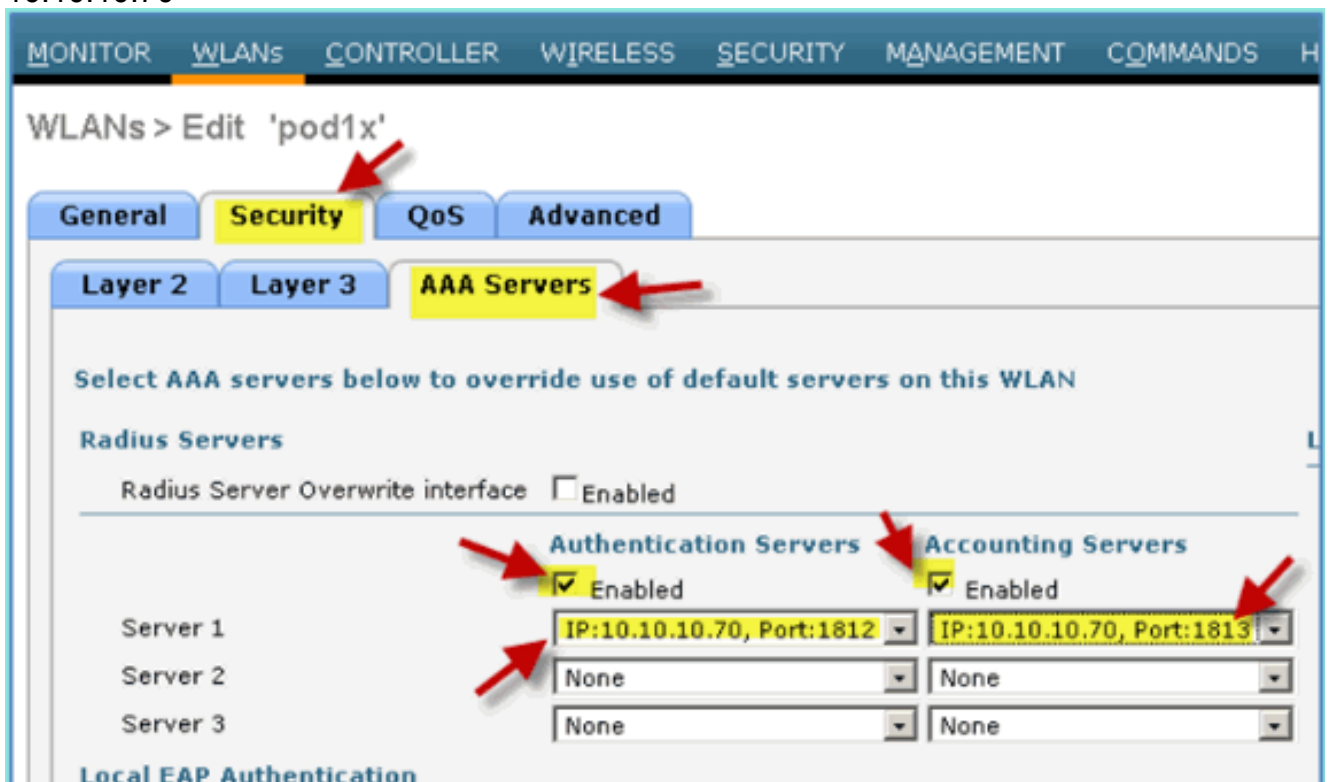 MONITOR WLANs CONTROLLER WIRELESS SECURITY MANAGEMENT COMMANDS H
WLANs > Edit 'pod1x'
General Security QoS Advanced
Layer 2 Layer 3 AAA Servers
Select AAA servers below to override use of default servers on this WLAN
Radius Servers
Radius Server Overwrite interface Enabled
Authentication Servers Accounting Servers
Enabled Enabled
Server 1 IP:10.10.10.70, Port:1812 IP:10.10.10.70, Port:1813
Server 2 None None
Server 3 None None
Local EAP Authentication